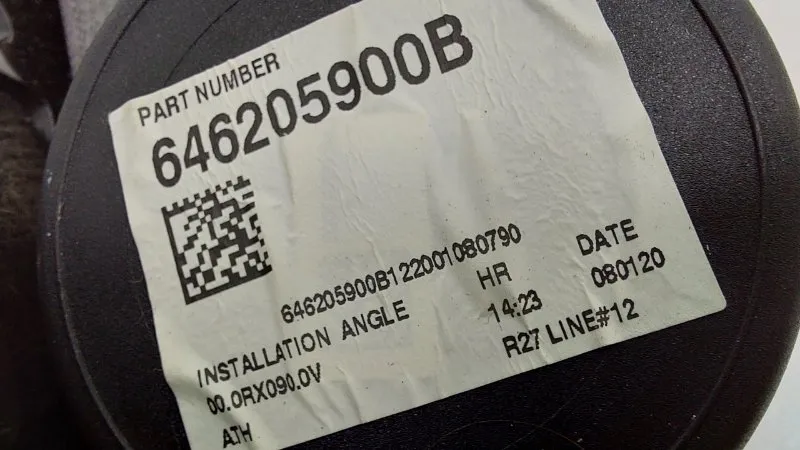 PART NUMBER
646205900B
646205900B122001080790
INSTALLATION ANGLE HR DATE
00.0RX090.0V 14:23 080120
ATH R27 LINE#12